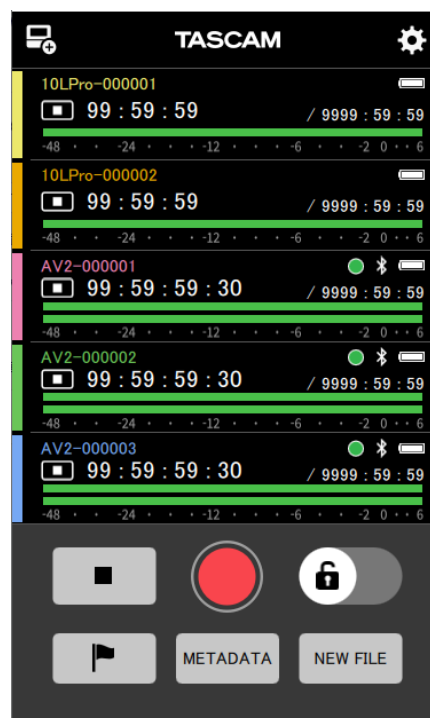 TASCAM
10LPro-000001
99 : 59 : 59
/ 9999 : 59 : 59
-48 · · -24 · · -12 · · · -6 · · -2 0 · · 6
10LPro-000002
99 : 59 : 59
/ 9999 : 59 : 59
-48 · · -24 · · -12 · · · -6 · · -2 0 · · 6
AV2-000001
99 : 59 : 59 : 30
/ 9999 : 59 : 59
-48 · · -24 · · -12 · · · -6 · · -2 0 · · 6
AV2-000002
99 : 59 : 59 : 30
/ 9999 : 59 : 59
-48 · · -24 · · -12 · · · -6 · · -2 0 · · 6
AV2-000003
99 : 59 : 59 : 30
/ 9999 : 59 : 59
-48 · · -24 · · -12 · · · -6 · · -2 0 · · 6
METADATA
NEW FILE